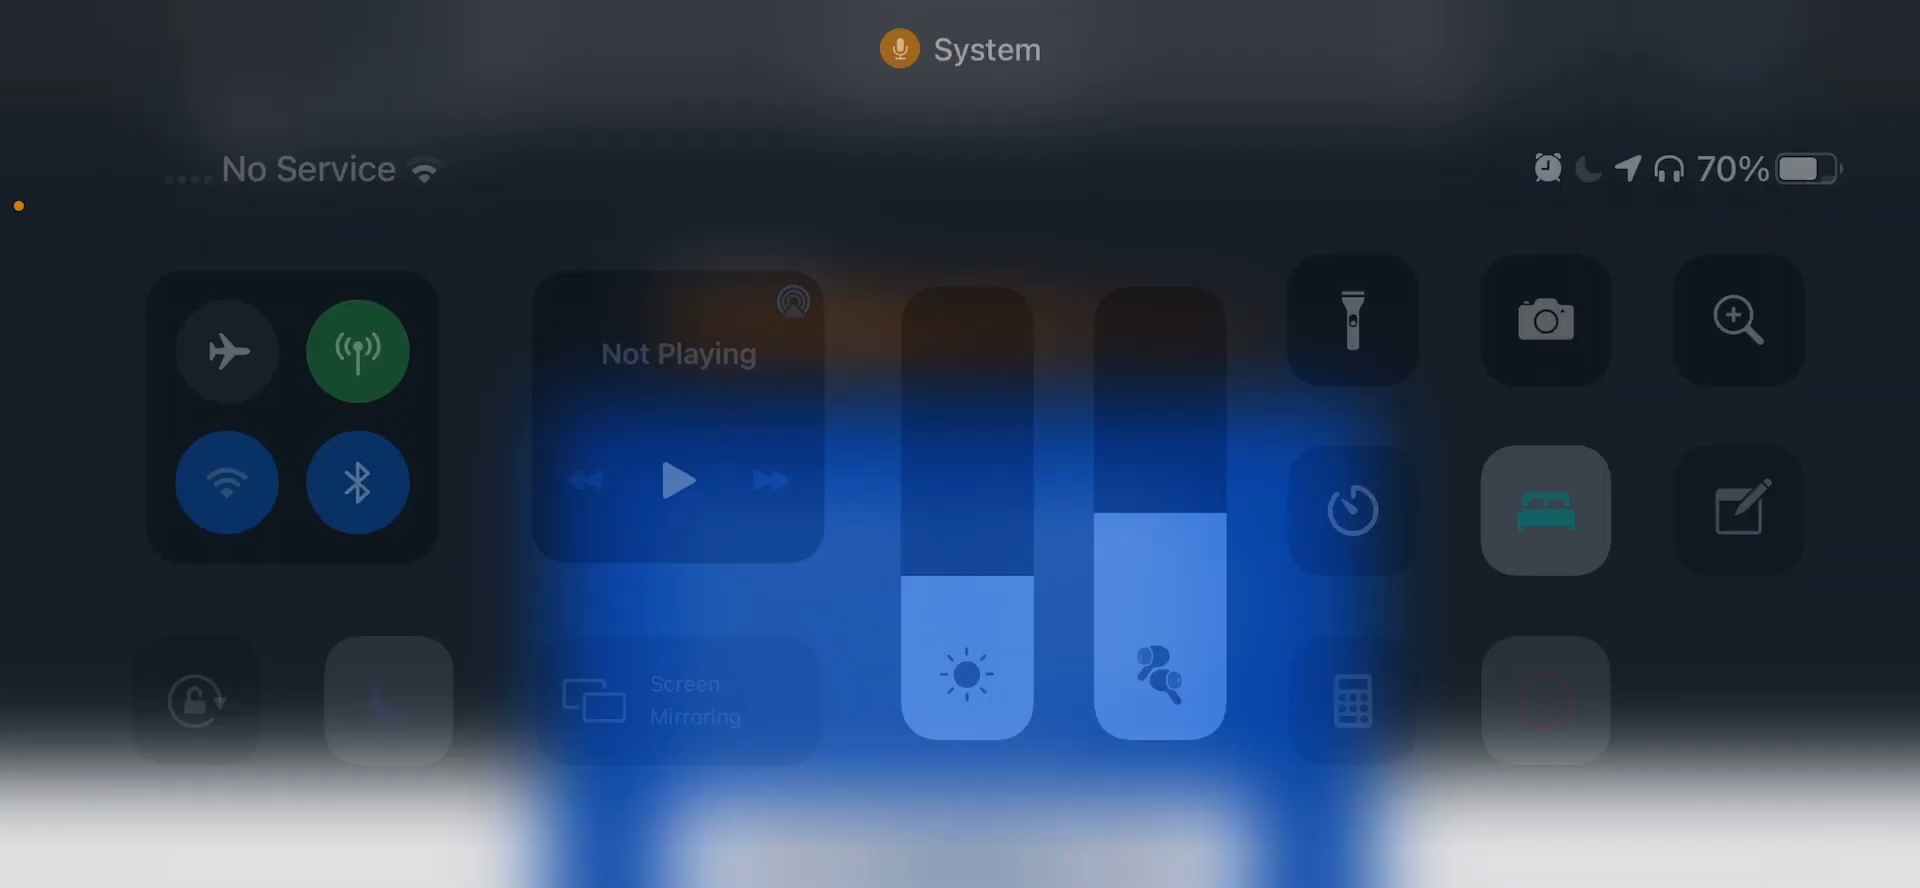 System
No Service
70%
Not Playing
Screen
Mirroring